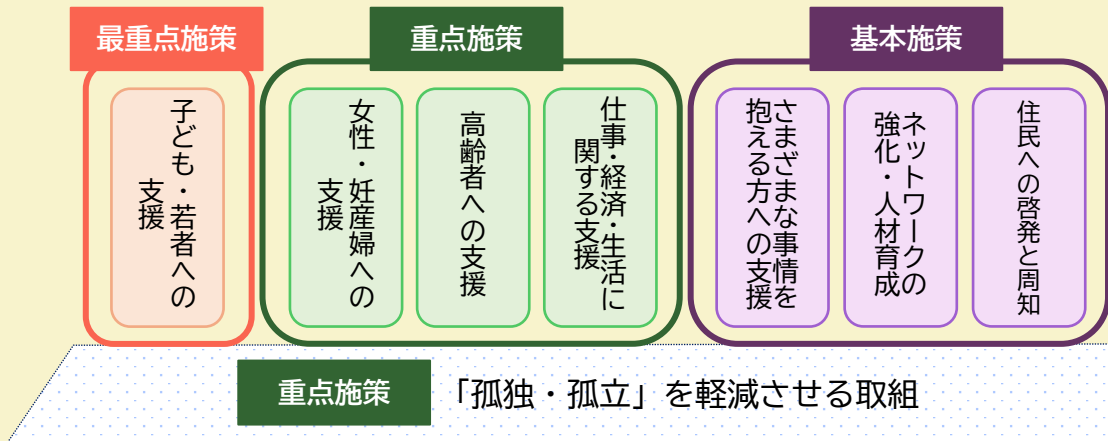 最重点施策
子ども・若者への
支援
重点施策
女性・妊産婦への
支援
高齢者への支援
仕事・経済・生活に
関する支援
基本施策
さまざまな事情を
抱える方への支援
ネットワークの
強化・人材育成
住民への啓発と周知
重点施策
「孤独・孤立」を軽減させる取組